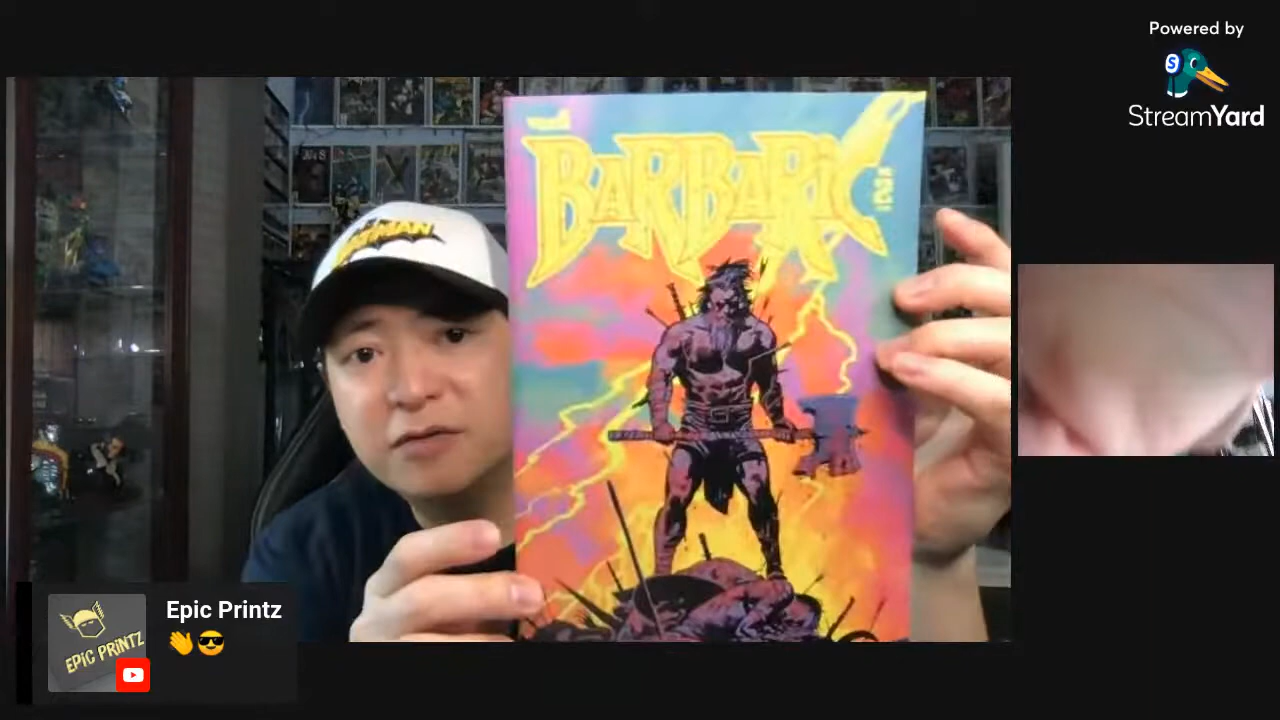 Powered by
S
StreamYard
BARBARIC
BATMAN
Epic Printz
EPIC PRINTZ
👋😎